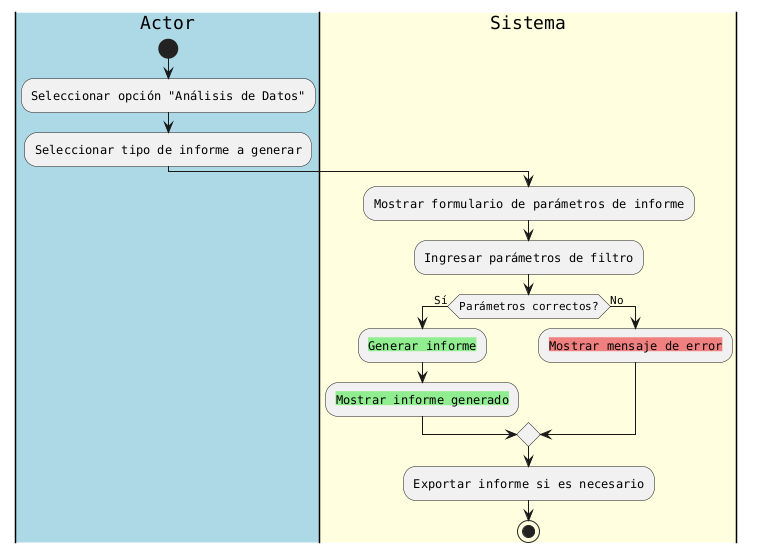 Actor
Sistema
Seleccionar opción "Análisis de Datos"
Seleccionar tipo de informe a generar
Mostrar formulario de parámetros de informe
Ingresar parámetros de filtro
Sí
Parámetros correctos?
No
Generar informe
Mostrar mensaje de error
Mostrar informe generado
Exportar informe si es necesario